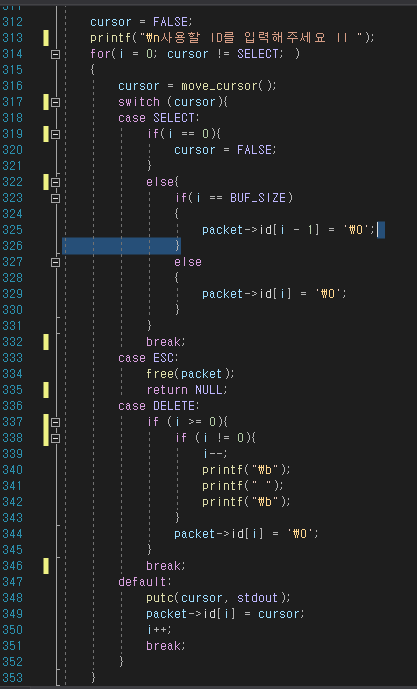 311
312 cursor = FALSE;
313 printf("₩n사용할 ID를 입력해주세요 || ");
314 for(i = 0; cursor != SELECT; )
315 {
316 cursor = move_cursor();
317 switch (cursor){
318 case SELECT:
319 if(i == 0){
320 cursor = FALSE;
321 }
322 else{
323 if(i == BUF_SIZE)
324 {
325 packet->id[i - 1] = '₩0';
326 }
327 else
328 {
329 packet->id[i] = '₩0';
330 }
331 }
332 break;
333 case ESC:
334 free(packet);
335 return NULL;
336 case DELETE:
337 if (i >= 0){
338 if (i != 0){
339 i--;
340 printf("₩b");
341 printf(" ");
342 printf("₩b");
343 }
344 packet->id[i] = '₩0';
345 }
346 break;
347 default:
348 putc(cursor, stdout);
349 packet->id[i] = cursor;
350 i++;
351 break;
352 }
353 }